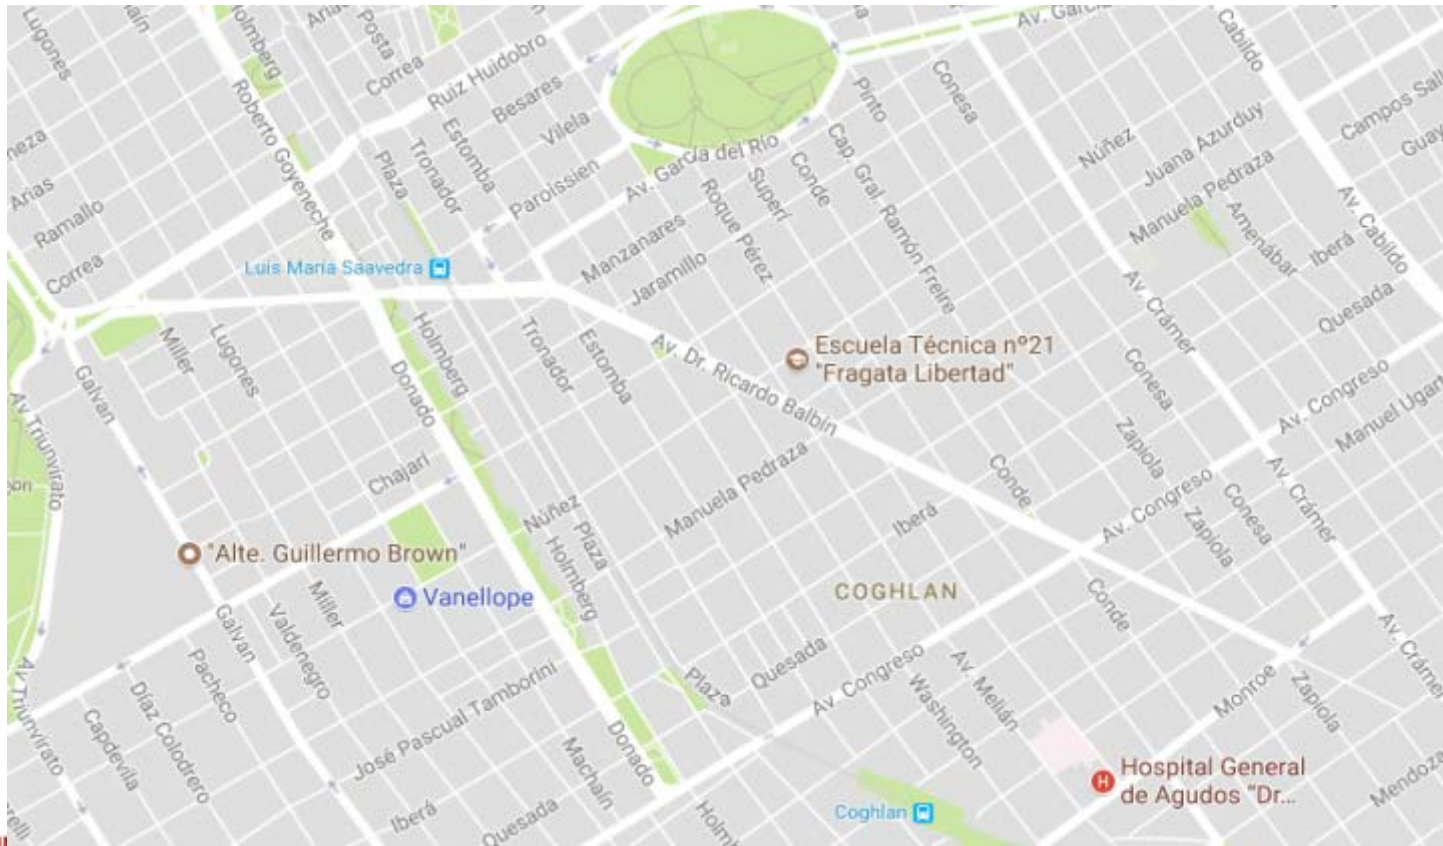 Lugones
Holmberg
Posta
Correa
Ruiz Huidobro
Av. García
Cabildo
Besares
Vilela
Pinto
Conesa
Campos Sall
Guay
Roberto Goyeneche
Estomba
Tronador
Plaza
Paroissien
Av. García del Río
Núñez
Juana Azurduy
Manuela Pedraza
Arias
Ramallo
Correa
Superí
Conde
Cap. Gral. Ramón Freire
Roque Pérez
Manzanares
Jaramillo
Amenábar
Iberá
Av. Cabildo
Quesada
Luis María Saavedra
Av. Crámer
Miller
Lugones
Holmberg
Tronador
Estomba
Av. Dr. Ricardo Balbín
Escuela Técnica nº21
"Fragata Libertad"
Galvan
Donado
Conesa
Zapiola
Av. Congreso
Manuel Ugart
Av Triunvirato
Chajarí
Manuela Pedraza
Conde
Av. Congreso
Zapiola
Conesa
Av. Crámer
Núñez
Plaza
Holmberg
Iberá
"Alte. Guillermo Brown"
Vanellope
COGHLAN
Conde
Miller
Valdenegro
Galvan
Pacheco
Díaz Colodrero
Capdevila
Av Triunvirato
José Pascual Tamborini
Plaza
Quesada
Av. Congreso
Av. Melián
Washington
Monroe
Zapiola
Av. Crámer
Donado
Machaín
Iberá
Quesada
Holm
Coghlan
Hospital General
de Agudos "Dr...
Mendoza